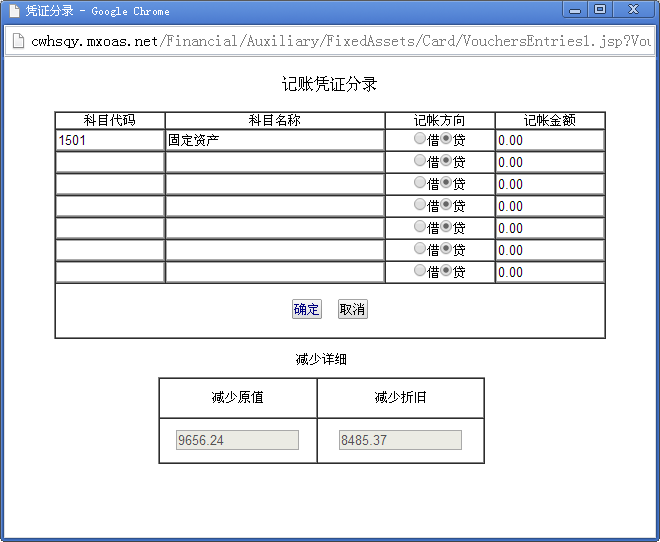 凭证分录 - Google Chrome
cwhsqy.mxoas.net/Financial/Auxiliary/FixedAssets/Card/VouchersEntries1.jsp?Vou
记账凭证分录
科目代码 科目名称 记帐方向 记帐金额
1501 固定资产 借 贷 0.00
借 贷 0.00
借 贷 0.00
借 贷 0.00
借 贷 0.00
借 贷 0.00
借 贷 0.00
确定 取消
减少详细
减少原值 减少折旧
9656.24 8485.37